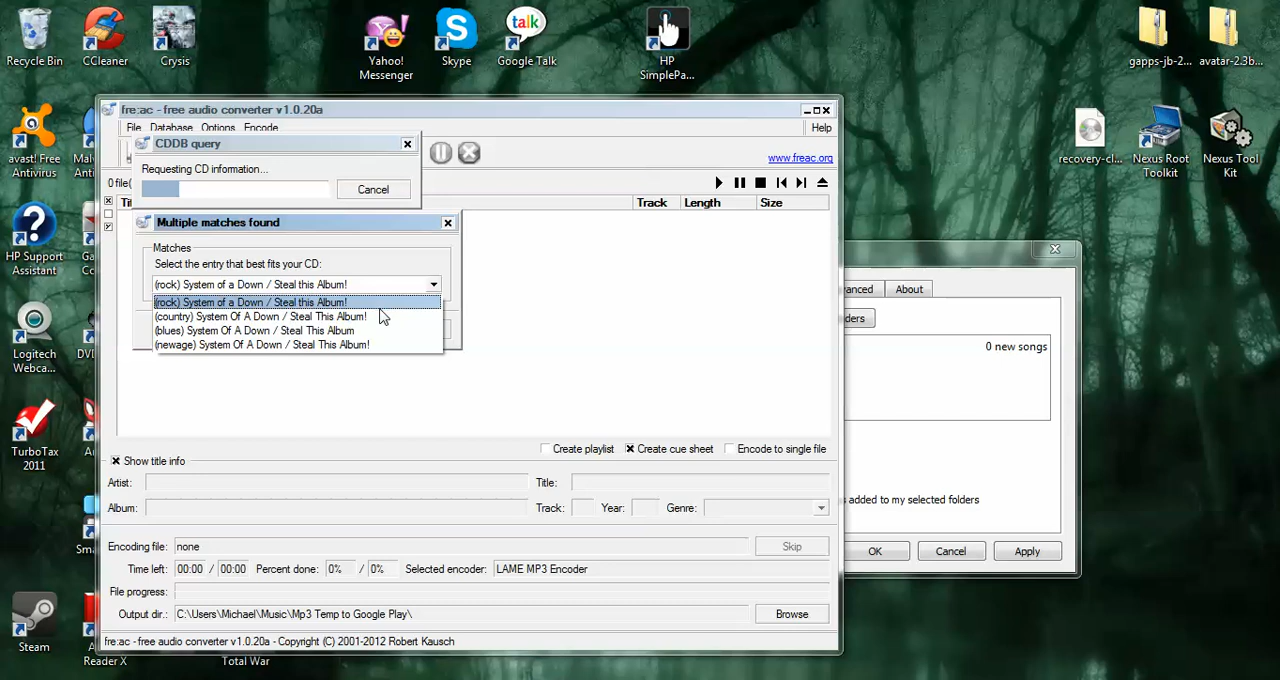 Recycle Bin
CCleaner
Crysis
Yahoo!
Messenger
Skype
talk
Google Talk
HP
SimplePa...
gapps-jb-2...
avatar-2.3b...
avast! Free
Antivirus
HP Support
Assistant
Logitech
Webca...
TurboTax
2011
Steam
Reader X
Total War
recovery-cl...
Nexus Root
Toolkit
Nexus Tool
Kit
fre:ac - free audio converter v1.0.20a
File Database Options Encode Help
CDDB query
Requesting CD information...
Cancel
www.freac.org
0 file(
Track Length Size
Multiple matches found
Matches
Select the entry that best fits your CD:
(rock) System of a Down / Steal this Album!
(rock) System of a Down / Steal this Album!
(country) System Of A Down / Steal This Album!
(blues) System Of A Down / Steal This Album
(newage) System Of A Down / Steal This Album!
Create playlist Create cue sheet Encode to single file
Show title info
Artist: Title:
Album: Track: Year: Genre:
Encoding file: none Skip
Time left: 00:00 / 00:00 Percent done: 0% / 0% Selected encoder: LAME MP3 Encoder
File progress:
Output dir.: C:\Users\Michael\Music\Mp3 Temp to Google Play\ Browse
fre:ac - free audio converter v1.0.20a - Copyright (C) 2001-2012 Robert Kausch
About
0 new songs
added to my selected folders
OK Cancel Apply